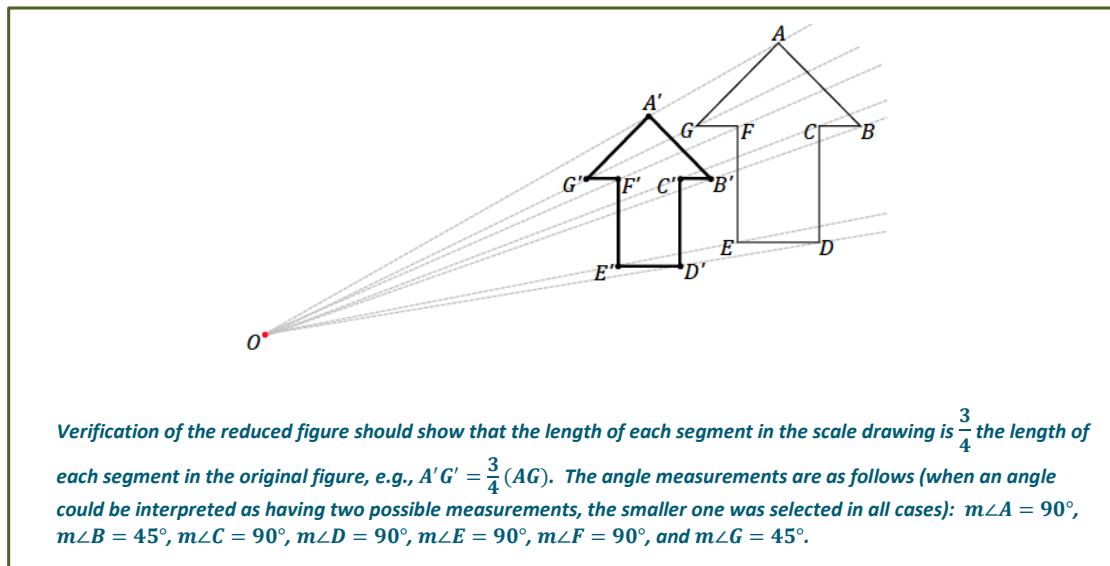 A
A'
G
F
C
B
G'
F'
C'
B'
E
D
E'
D'
O
Verification of the reduced figure should show that the length of each segment in the scale drawing is 3/4 the length of
each segment in the original figure, e.g., A'G' = 3/4 (AG). The angle measurements are as follows (when an angle
could be interpreted as having two possible measurements, the smaller one was selected in all cases): m∠A = 90°,
m∠B = 45°, m∠C = 90°, m∠D = 90°, m∠E = 90°, m∠F = 90°, and m∠G = 45°.